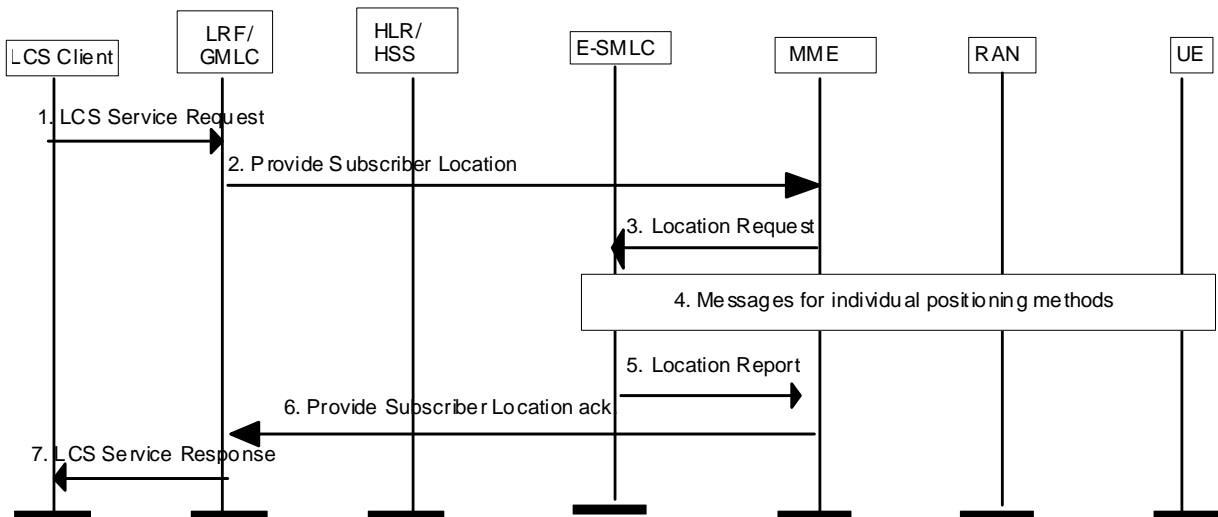 LCS Client
LRF/
GMLC
HLR/
HSS
E-SMLC
MME
RAN
UE
1. LCS Service Request
2. Provide Subscriber Location
3. Location Request
4. Messages for individual positioning methods
5. Location Report
6. Provide Subscriber Location ack.
7. LCS Service Response